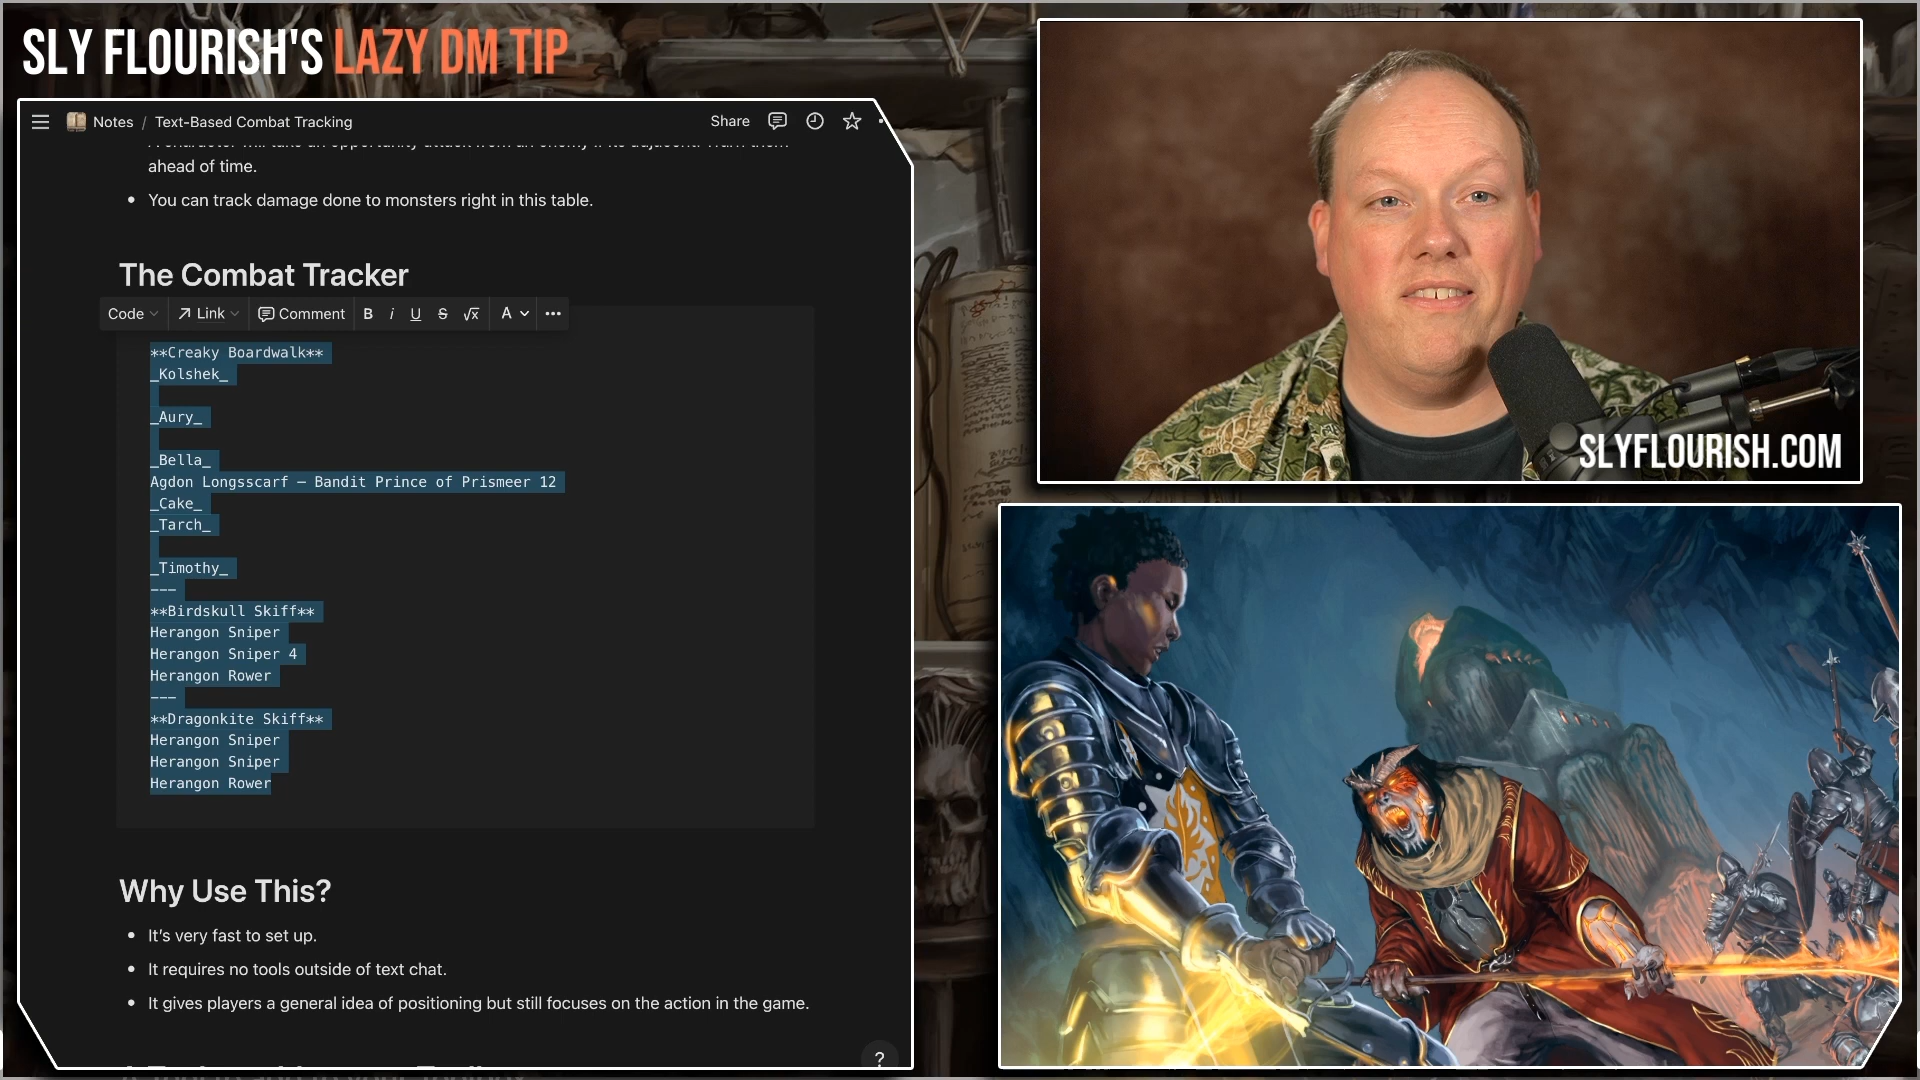 SLY FLOURISH'S LAZY DM TIP
Notes / Text-Based Combat Tracking
Share
ahead of time.
• You can track damage done to monsters right in this table.
The Combat Tracker
Code Link Comment B i U S √x A •••
**Creaky Boardwalk**
_Kolshek_
_Aury_
_Bella_
Agdon Longsscarf – Bandit Prince of Prismeer 12
_Cake_
_Tarch_
_Timothy_
---
**Birdskull Skiff**
Herangon Sniper
Herangon Sniper 4
Herangon Rower
---
**Dragonkite Skiff**
Herangon Sniper
Herangon Sniper
Herangon Rower
Why Use This?
• It's very fast to set up.
• It requires no tools outside of text chat.
• It gives players a general idea of positioning but still focuses on the action in the game.
?
SLYFLOURISH.COM